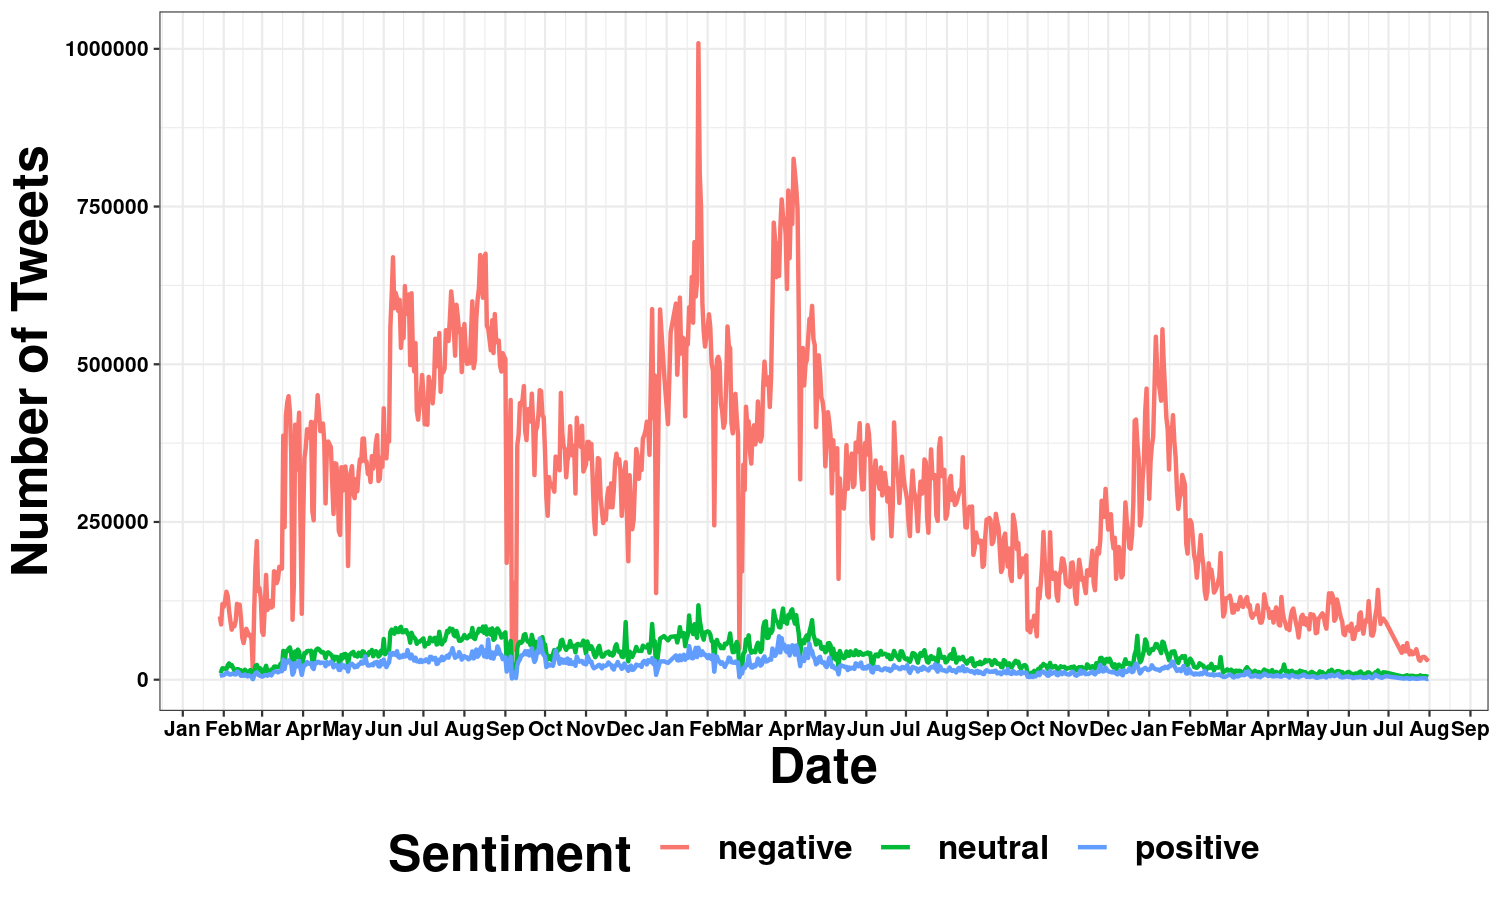 Number of Tweets
1000000
750000
500000
250000
0
Jan Feb Mar Apr May Jun Jul Aug Sep Oct Nov Dec Jan Feb Mar Apr May Jun Jul Aug Sep Oct Nov Dec Jan Feb Mar Apr May Jun Jul Aug Sep
Date
Sentiment negative neutral positive